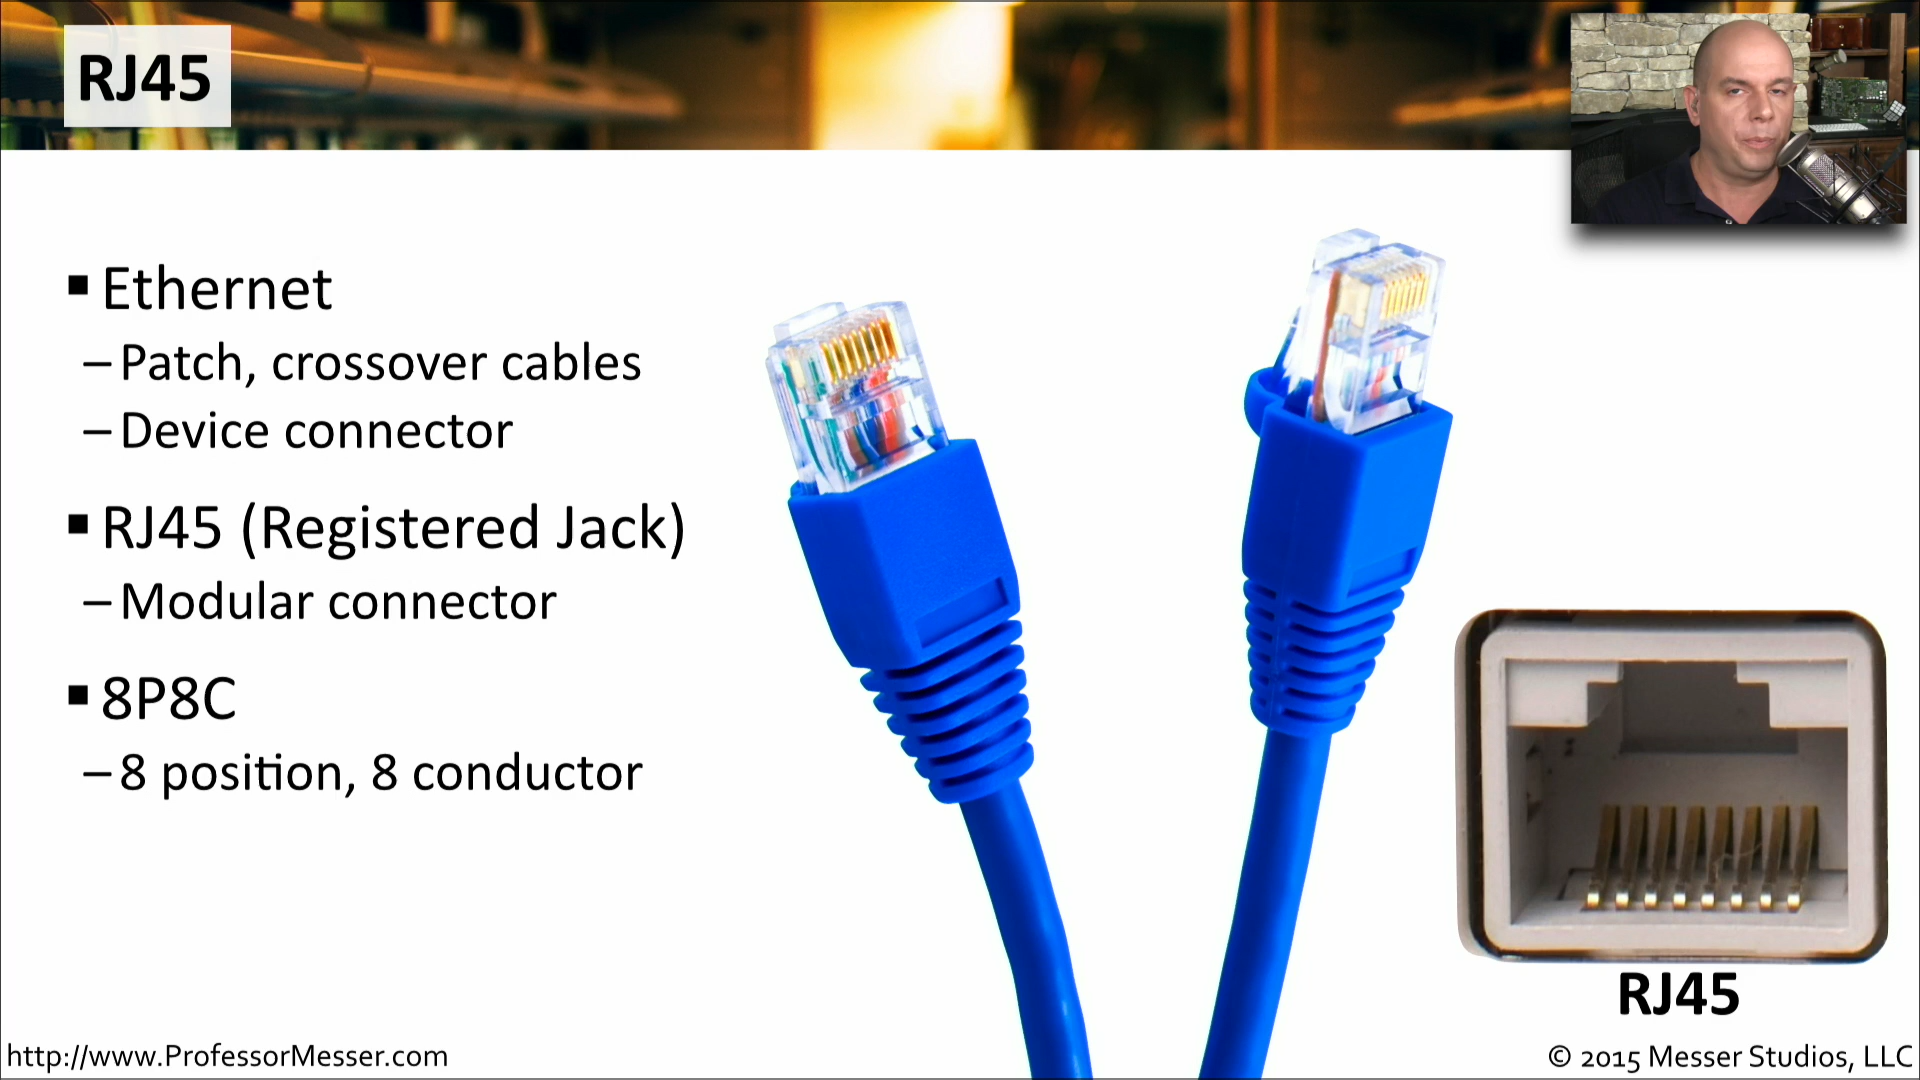 RJ45
▪ Ethernet
– Patch, crossover cables
– Device connector
▪ RJ45 (Registered Jack)
– Modular connector
▪ 8P8C
– 8 position, 8 conductor
RJ45
http://www.ProfessorMesser.com
© 2015 Messer Studios, LLC